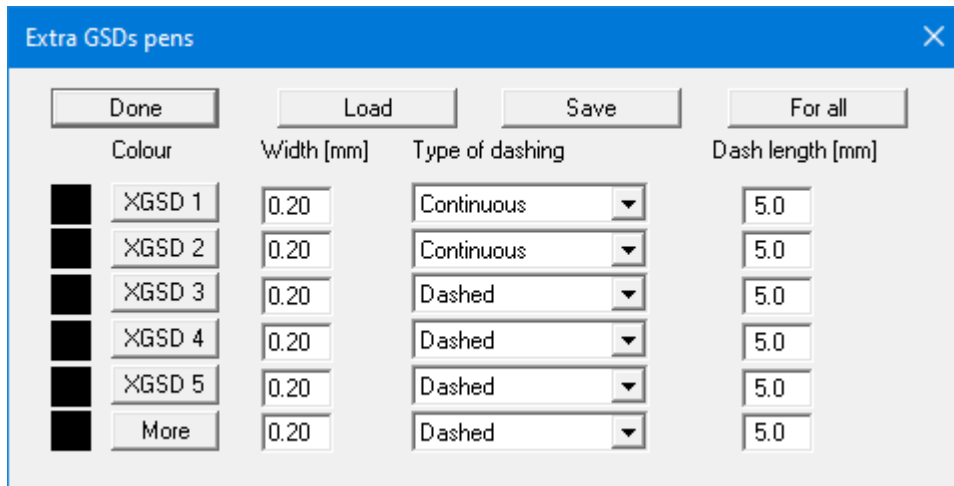 Extra GSDs pens
Done Load Save For all
Colour Width [mm] Type of dashing Dash length [mm]
XGSD 1 0.20 Continuous 5.0
XGSD 2 0.20 Continuous 5.0
XGSD 3 0.20 Dashed 5.0
XGSD 4 0.20 Dashed 5.0
XGSD 5 0.20 Dashed 5.0
More 0.20 Dashed 5.0